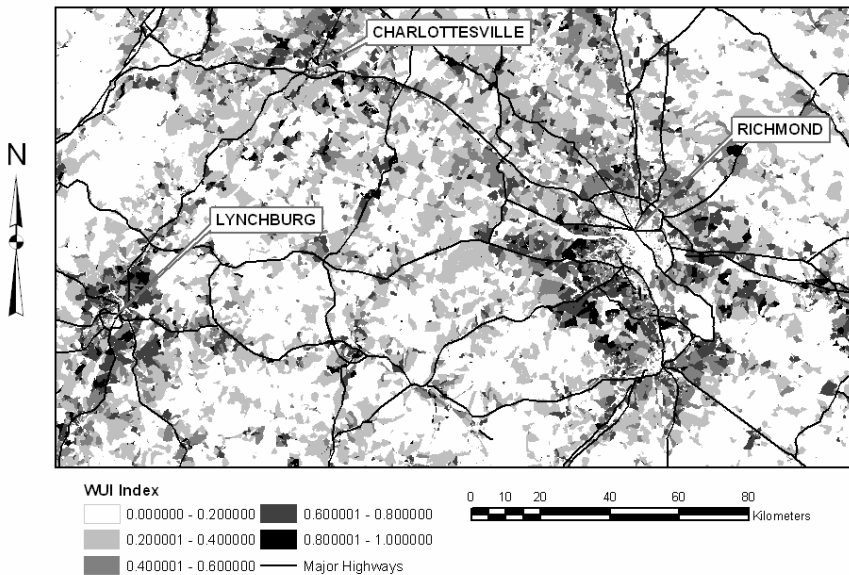 CHARLOTTESVILLE
RICHMOND
N
LYNCHBURG
WUI Index
0.000000 - 0.200000
0.600001 - 0.800000
0.200001 - 0.400000
0.800001 - 1.000000
0.400001 - 0.600000
Major Highways
0 10 20 40 60 80
Kilometers